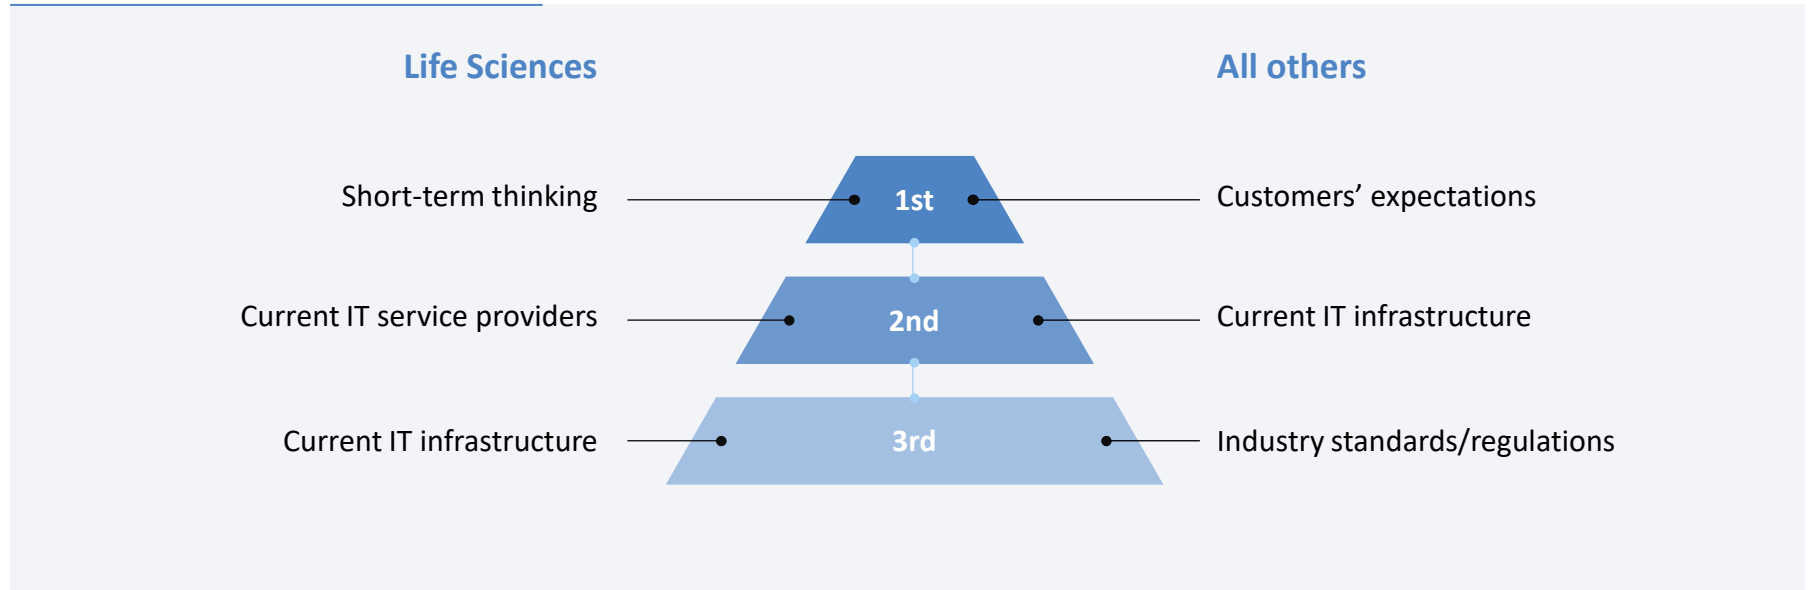 Life Sciences
All others
Short-term thinking
1st
Customers’ expectations
Current IT service providers
2nd
Current IT infrastructure
Current IT infrastructure
3rd
Industry standards/regulations